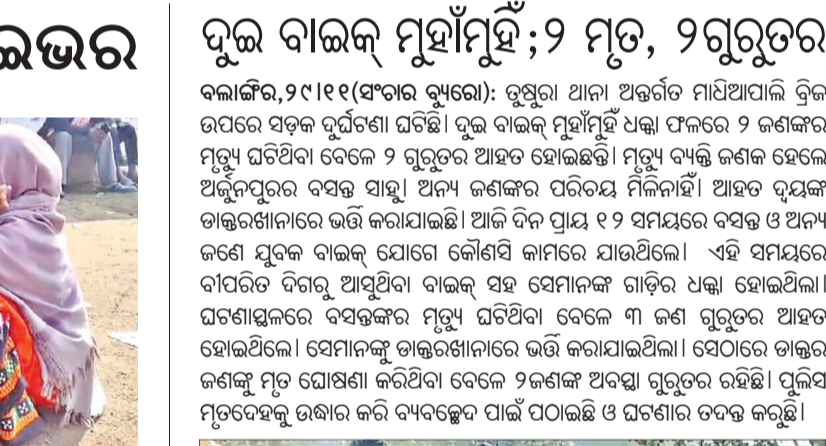 ଇଭର
ଦୁଇ ବାଇକ୍ ମୁହାଁମୁହିଁ;୨ ମୃତ, ୨ଗୁରୁତର
ବଲାଙ୍ଗିର,୨୯।୧୧(ସଂଚାର ବ୍ୟୁରୋ): ତୁଷୁରା ଥାନା ଅନ୍ତର୍ଗତ ମାଧିଆପାଲି ବ୍ରିଜ
ଉପରେ ସଡ଼କ ଦୁର୍ଘଟଣା ଘଟିଛି। ଦୁଇ ବାଇକ୍ ମୁହାଁମୁହିଁ ଧକ୍କା ଫଳରେ ୨ ଜଣଙ୍କର
ମୃତ୍ୟୁ ଘଟିଥିବା ବେଳେ ୨ ଗୁରୁତର ଆହତ ହୋଇଛନ୍ତି। ମୃତ୍ୟୁ ବ୍ୟକ୍ତି ଜଣକ ହେଲେ
ଅର୍ଜୁନପୁରର ବସନ୍ତ ସାହୁ। ଅନ୍ୟ ଜଣଙ୍କର ପରିଚୟ ମିଳିନାହିଁ। ଆହତ ଦ୍ୱୟଙ୍କ
ଡାକ୍ତରଖାନାରେ ଭର୍ତ୍ତି କରାଯାଇଛି। ଆଜି ଦିନ ପ୍ରାୟ ୧୨ ସମୟରେ ବସନ୍ତ ଓ ଅନ୍ୟ
ଜଣେ ଯୁବକ ବାଇକ୍ ଯୋଗେ କୌଣସି କାମରେ ଯାଉଥିଲେ। ଏହି ସମୟରେ
ବୀପରିତ ଦିଗରୁ ଆସୁଥିବା ବାଇକ୍ ସହ ସେମାନଙ୍କ ଗାଡ଼ିର ଧକ୍କା ହୋଇଥିଲା।
ଘଟଣାସ୍ଥଳରେ ବସନ୍ତଙ୍କର ମୃତ୍ୟୁ ଘଟିଥିବା ବେଳେ ୩ ଜଣ ଗୁରୁତର ଆହତ
ହୋଇଥିଲେ। ସେମାନଙ୍କୁ ଡାକ୍ତରଖାନାରେ ଭର୍ତ୍ତି କରାଯାଇଥିଲା। ସେଠାରେ ଡାକ୍ତର
ଜଣଙ୍କୁ ମୃତ ଘୋଷଣା କରିଥିବା ବେଳେ ୨ଜଣଙ୍କ ଅବସ୍ଥା ଗୁରୁତର ରହିଛି। ପୁଲିସ
ମୃତଦେହକୁ ଉଦ୍ଧାର କରି ବ୍ୟବଚ୍ଛେଦ ପାଇଁ ପଠାଇଛି ଓ ଘଟଣାର ତଦନ୍ତ କରୁଛି।